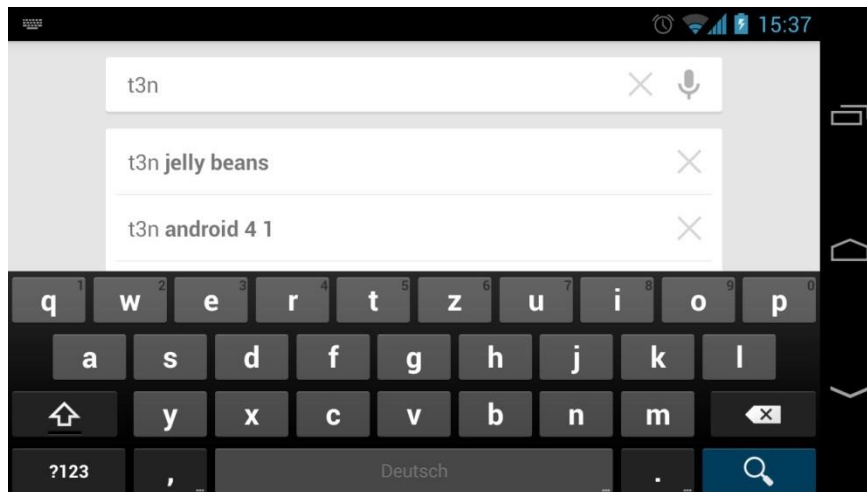 15:37
t3n
t3n jelly beans
t3n android 4 1
1 2 3 4 5 6 7 8 9 0
q w e r t z u i o p
a s d f g h j k l
y x c v b n m
?123 , Deutsch .